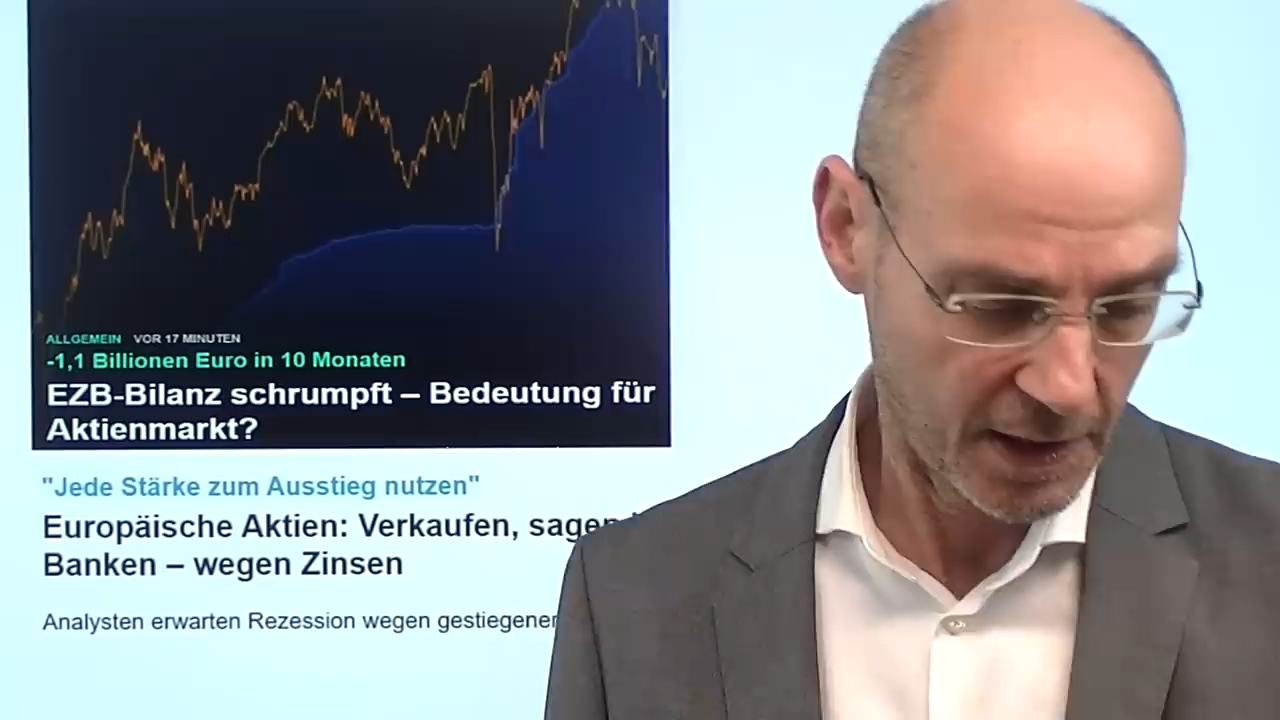 ALLGEMEIN VOR 17 MINUTEN
-1,1 Billionen Euro in 10 Monaten
EZB-Bilanz schrumpft – Bedeutung für
Aktienmarkt?
"Jede Stärke zum Ausstieg nutzen"
Europäische Aktien: Verkaufen, sagen
Banken – wegen Zinsen
Analysten erwarten Rezession wegen gestiegener